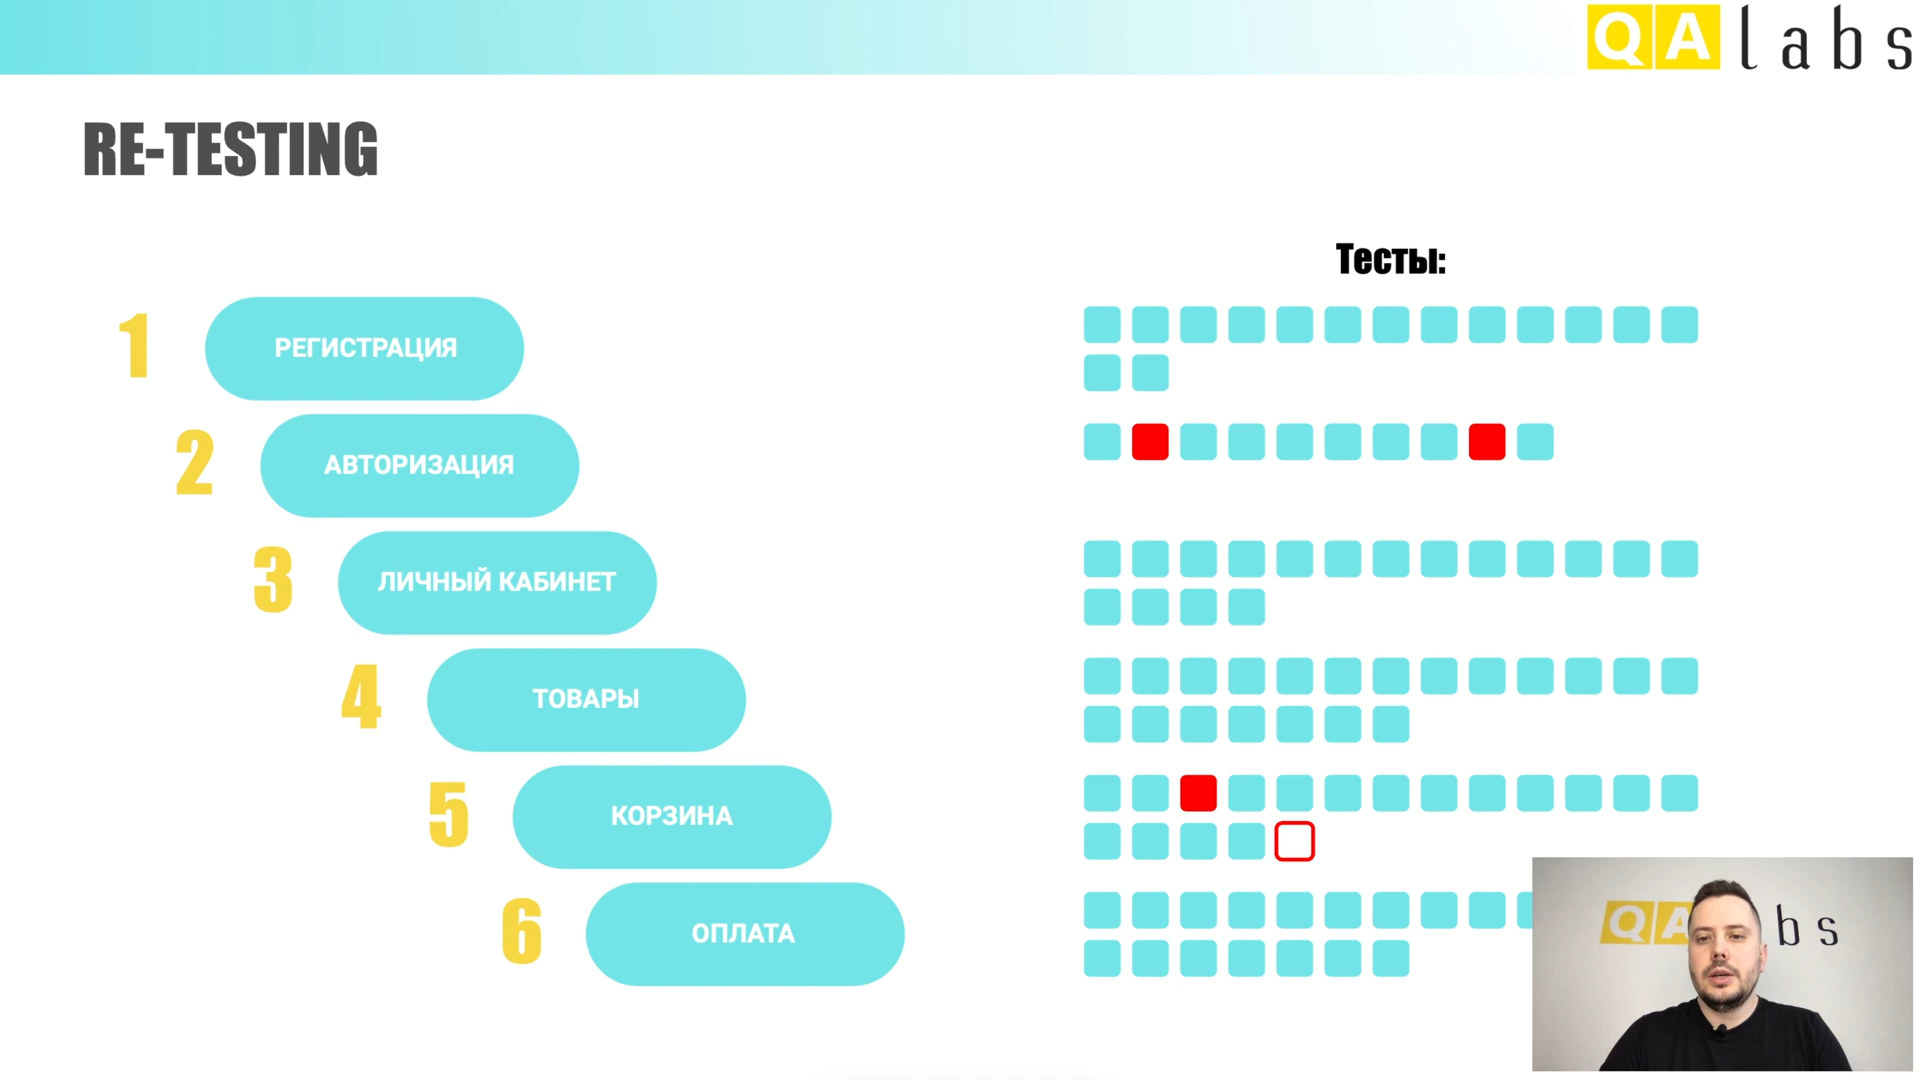 QA labs
RE-TESTING
Тесты:
1 РЕГИСТРАЦИЯ
2 АВТОРИЗАЦИЯ
3 ЛИЧНЫЙ КАБИНЕТ
4 ТОВАРЫ
5 КОРЗИНА
6 ОПЛАТА
QA bs